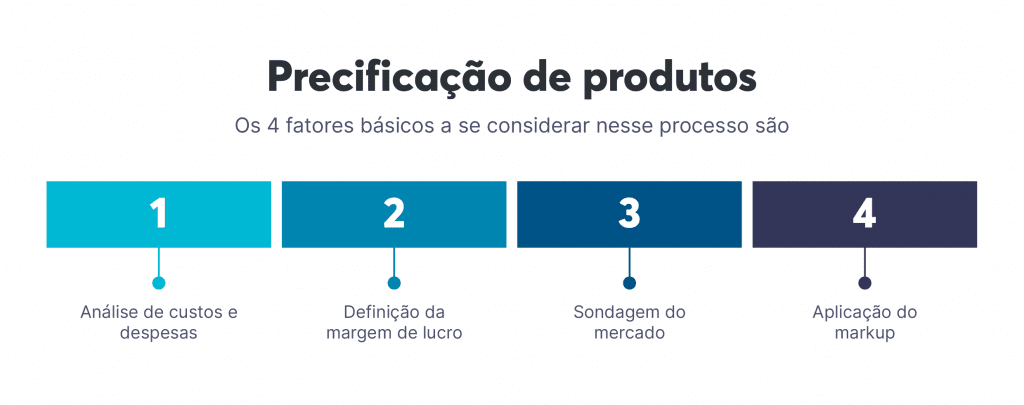 Precificação de produtos
Os 4 fatores básicos a se considerar nesse processo são
1
2
3
4
Análise de custos e
despesas
Definição da
margem de lucro
Sondagem do
mercado
Aplicação do
markup